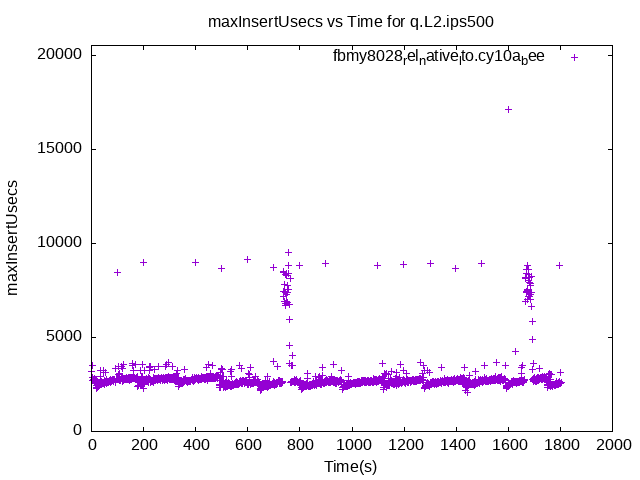 maxInsertUsecs vs Time for q.L2.ips500
fbmy8028relnativelto.cy10abee
20000
15000
10000
5000
0
maxInsertUsecs
0 200 400 600 800 1000 1200 1400 1600 1800 2000
Time(s)